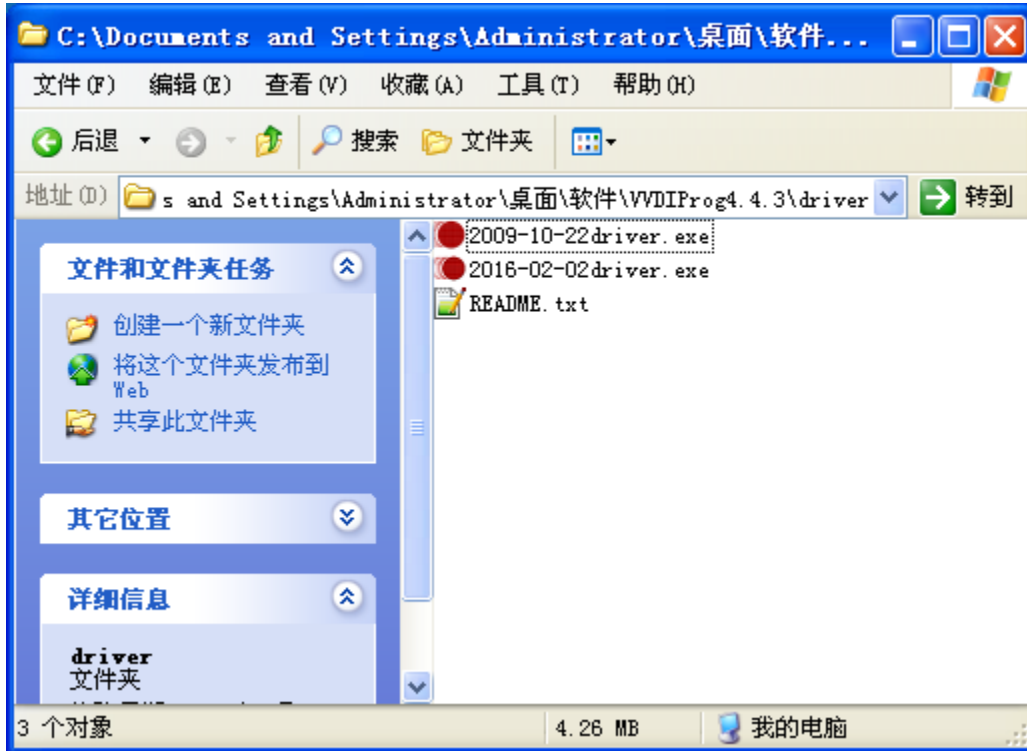 C:\Documents and Settings\Administrator\桌面\软件...
文件(F) 编辑(E) 查看(V) 收藏(A) 工具(T) 帮助(H)
后退 搜索 文件夹
地址(D) s and Settings\Administrator\桌面\软件\VVDIProg4.4.3\driver 转到
文件和文件夹任务
创建一个新文件夹
将这个文件夹发布到
Web
共享此文件夹
其它位置
详细信息
driver
文件夹
2009-10-22driver.exe
2016-02-02driver.exe
README.txt
3 个对象 4.26 MB 我的电脑